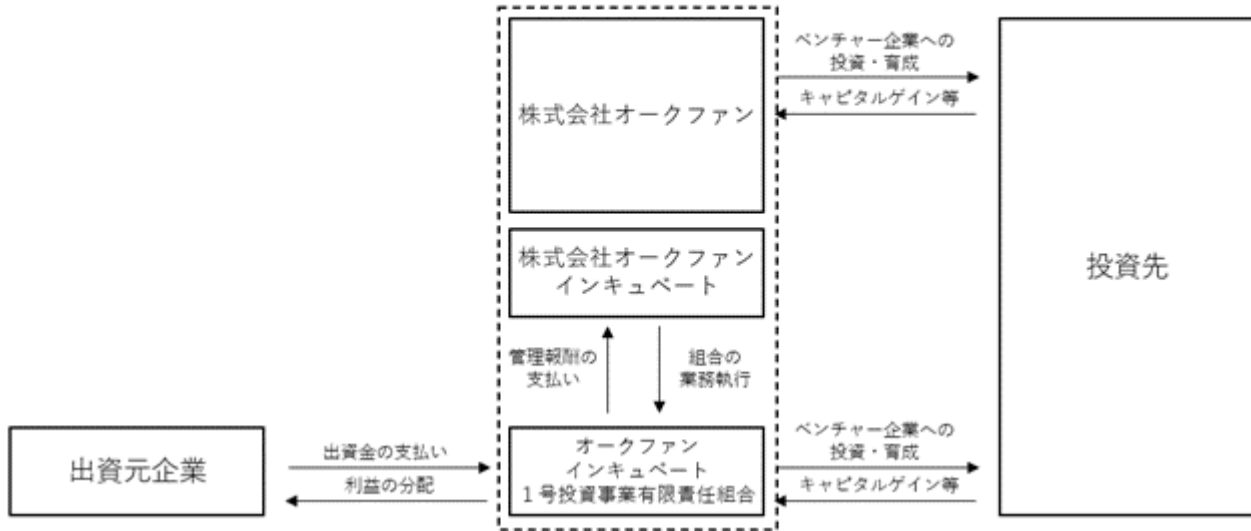 株式会社オークファン
ベンチャー企業への
投資・育成
キャピタルゲイン等
投資先
株式会社オークファン
インキュベート
管理報酬の
支払い
組合の
業務執行
出資元企業
出資金の支払い
利益の分配
オークファン
インキュベート
１号投資事業有限責任組合
ベンチャー企業への
投資・育成
キャピタルゲイン等